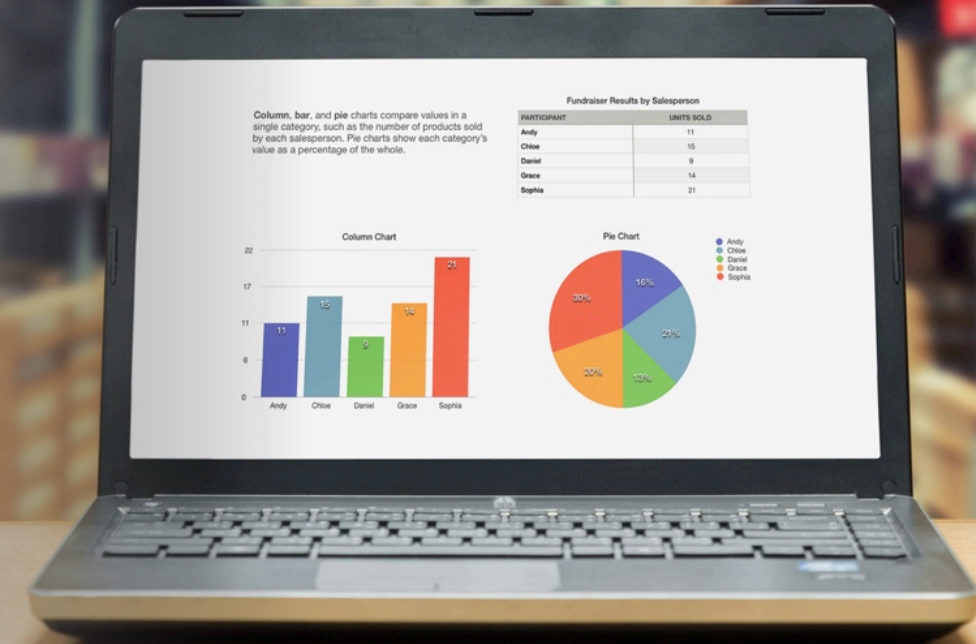 Column, bar, and pie charts compare values in a
single category, such as the number of products sold
by each salesperson. Pie charts show each category's
value as a percentage of the whole.
Fundraiser Results by Salesperson
PARTICIPANT UNITS SOLD
Andy 11
Chloe 15
Daniel 9
Grace 14
Sophia 21
Column Chart
22
17
11
6
0
11
15
9
14
21
Andy Chloe Daniel Grace Sophia
Pie Chart
16%
21%
13%
20%
30%
Andy
Chloe
Daniel
Grace
Sophia
hp